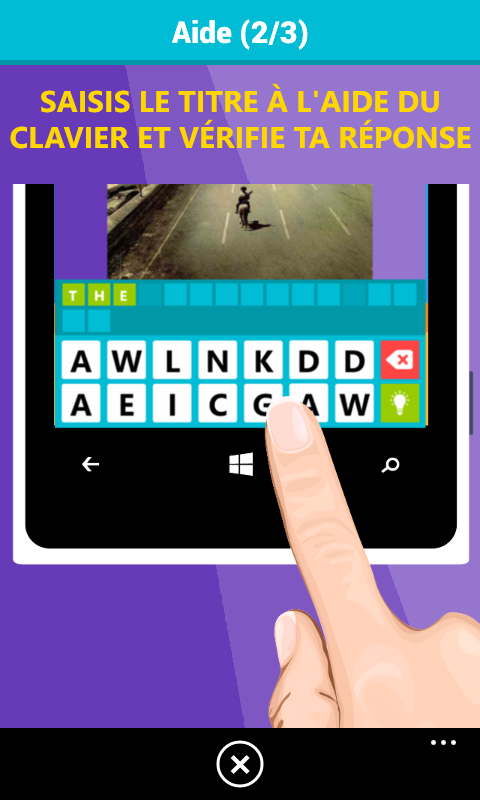 Aide (2/3)
SAISIS LE TITRE À L'AIDE DU
CLAVIER ET VÉRIFIE TA RÉPONSE
T H E
A W L N K D D
A E I C G A W